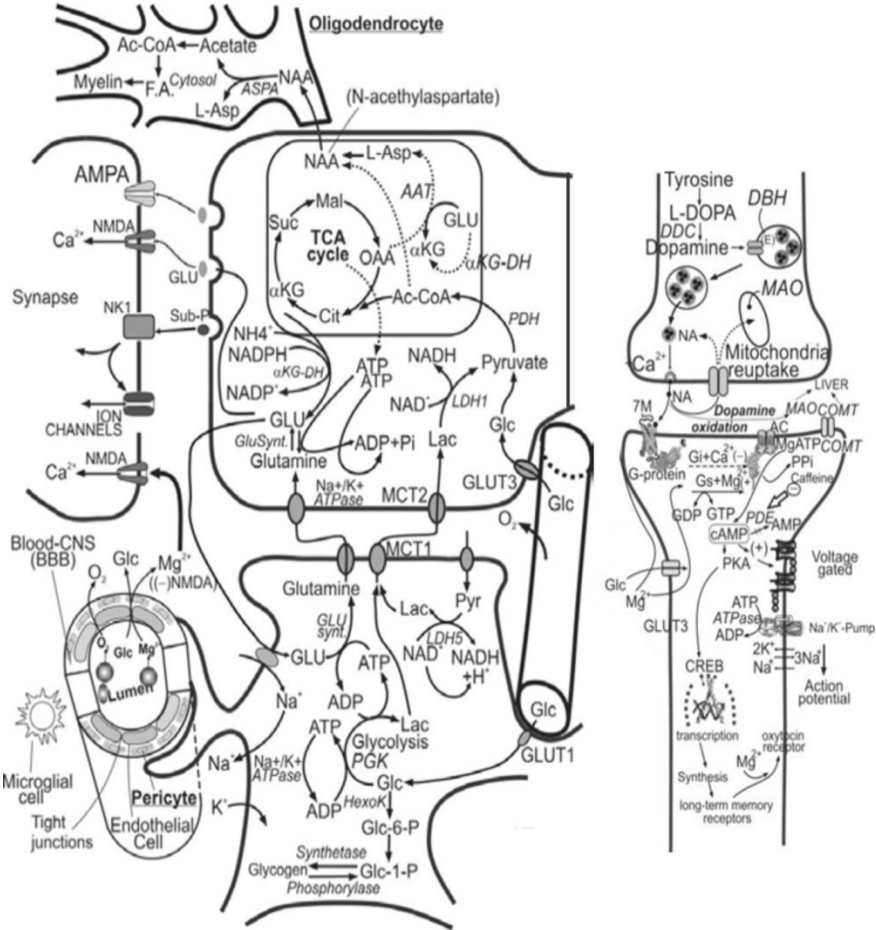 Oligodendrocyte
Ac-CoA
Acetate
Myelin
F.A.
Cytosol
ASPA
NAA
L-Asp
(N-acethylaspartate)
NAA
L-Asp
AAT
GLU
αKG
αKG-DH
Mal
Suc
TCA
cycle
OAA
αKG
Cit
Ac-CoA
PDH
AMPA
NMDA
Ca²⁺
GLU
Synapse
NK1
Sub-P
ION
CHANNELS
NMDA
Ca²⁺
NH4⁺
NADPH
αKG-DH
NADP⁺
ATP
ATP
NADH
Pyruvate
NAD⁺
LDH1
GLU
GluSynt.
Glutamine
ADP+Pi
Lac
Glc
Na+/K+
ATPase
MCT2
GLUT3
Glc
O₂
MCT1
Glutamine
GLU
synt.
GLU
ATP
ADP
Lac
Pyr
LDH5
NAD⁺
NADH
+H⁺
Na⁺
Lac
Glycolysis
PGK
ATP
Na+/K+
ATPase
ADP
HexoK
Glc
Glc
GLUT1
Na⁺
K⁺
Glc-6-P
Synthetase
Glycogen
Glc-1-P
Phosphorylase
Blood-CNS
(BBB)
Glc
Mg²⁺
((−)NMDA)
O₂
O₂
Glc
Mg²⁺
Lumen
Microglial
cell
Pericyte
Tight
junctions
Endothelial
Cell
Tyrosine
L-DOPA
DDC
Dopamine
DBH
(E)
MAO
NA
NA
Ca²⁺
Mitochondria
reuptake
NA
LIVER
7M
Dopamine
oxidation
MAO
COMT
AC
MgATP
COMT
G-protein
Gi+Ca²⁺(−)
Gs+Mg²⁺
PPi
Caffeine
GDP
GTP
PDE
cAMP
AMP
PKA
(+)
Voltage
gated
Glc
Mg²⁺
GLUT3
ATP
ATPase
ADP
Na⁺/K⁺-Pump
2K⁺
3Na⁺
Na⁺
Action
potential
CREB
transcription
oxytocin
receptor
Mg²⁺
Synthesis
long-term memory
receptors